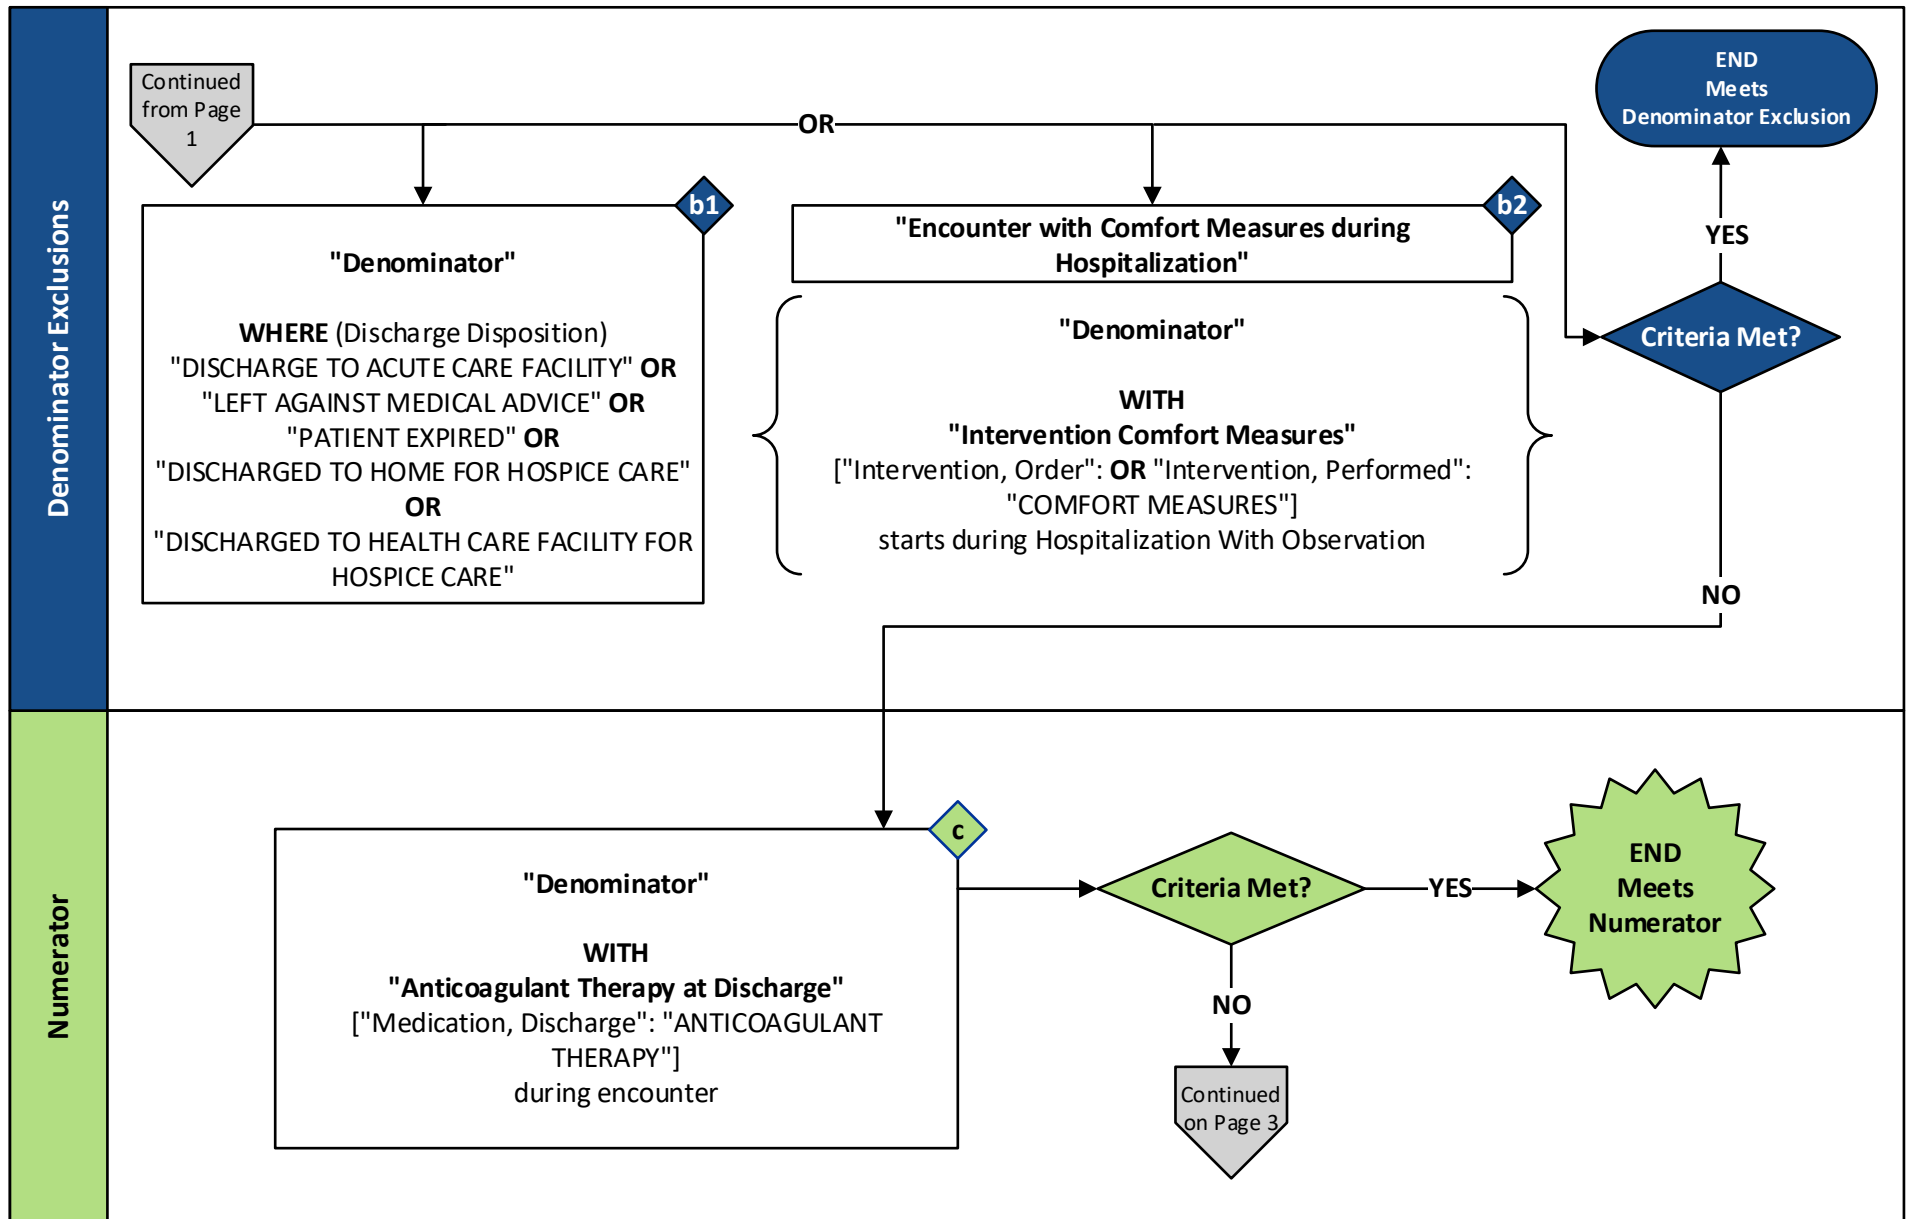 Denominator Exclusions
Continued
from Page
1
OR
END
Meets
Denominator Exclusion
YES
Criteria Met?
NO
b1
"Denominator"
WHERE (Discharge Disposition)
"DISCHARGE TO ACUTE CARE FACILITY" OR
"LEFT AGAINST MEDICAL ADVICE" OR
"PATIENT EXPIRED" OR
"DISCHARGED TO HOME FOR HOSPICE CARE"
OR
"DISCHARGED TO HEALTH CARE FACILITY FOR
HOSPICE CARE"
b2
"Encounter with Comfort Measures during
Hospitalization"
"Denominator"
WITH
"Intervention Comfort Measures"
["Intervention, Order": OR "Intervention, Performed":
"COMFORT MEASURES"]
starts during Hospitalization With Observation
Numerator
c
"Denominator"
WITH
"Anticoagulant Therapy at Discharge"
["Medication, Discharge": "ANTICOAGULANT
THERAPY"]
during encounter
Criteria Met?
YES
END
Meets
Numerator
NO
Continued
on Page 3